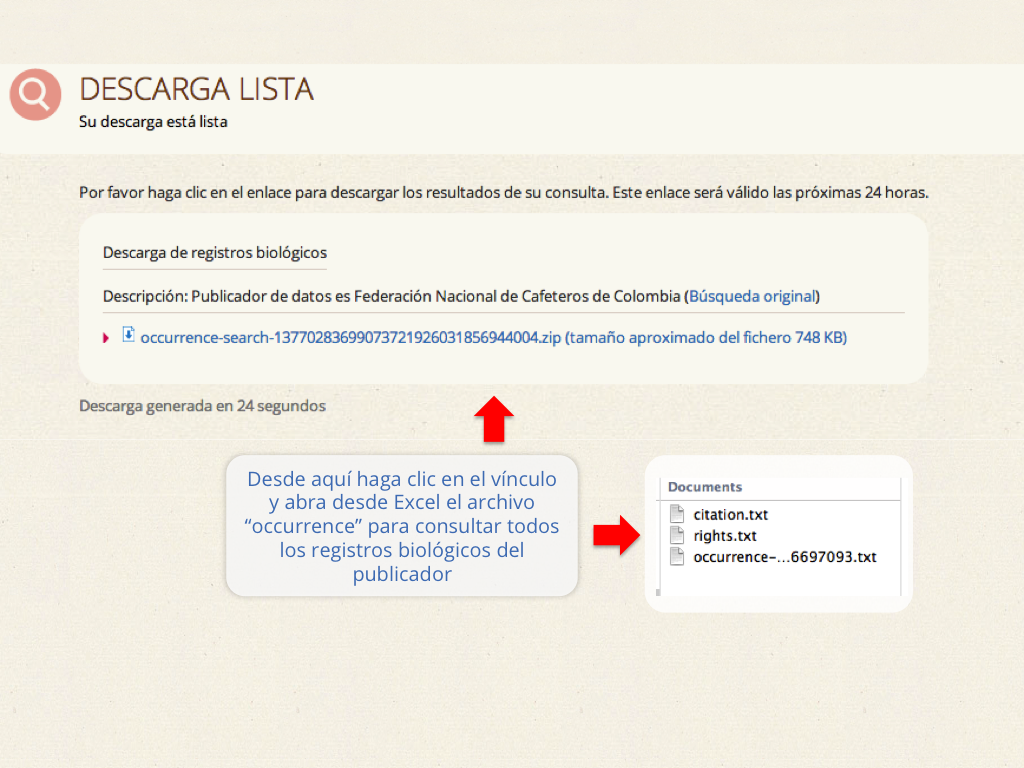 DESCARGA LISTA
Su descarga está lista
Por favor haga clic en el enlace para descargar los resultados de su consulta. Este enlace será válido las próximas 24 horas.
Descarga de registros biológicos
Descripción: Publicador de datos es Federación Nacional de Cafeteros de Colombia (Búsqueda original)
occurrence-search-13770283699073721926031856944004.zip (tamaño aproximado del fichero 748 KB)
Descarga generada en 24 segundos
Desde aquí haga clic en el vínculo
y abra desde Excel el archivo
“occurrence” para consultar todos
los registros biológicos del
publicador
Documents
citation.txt
rights.txt
occurrence-...6697093.txt